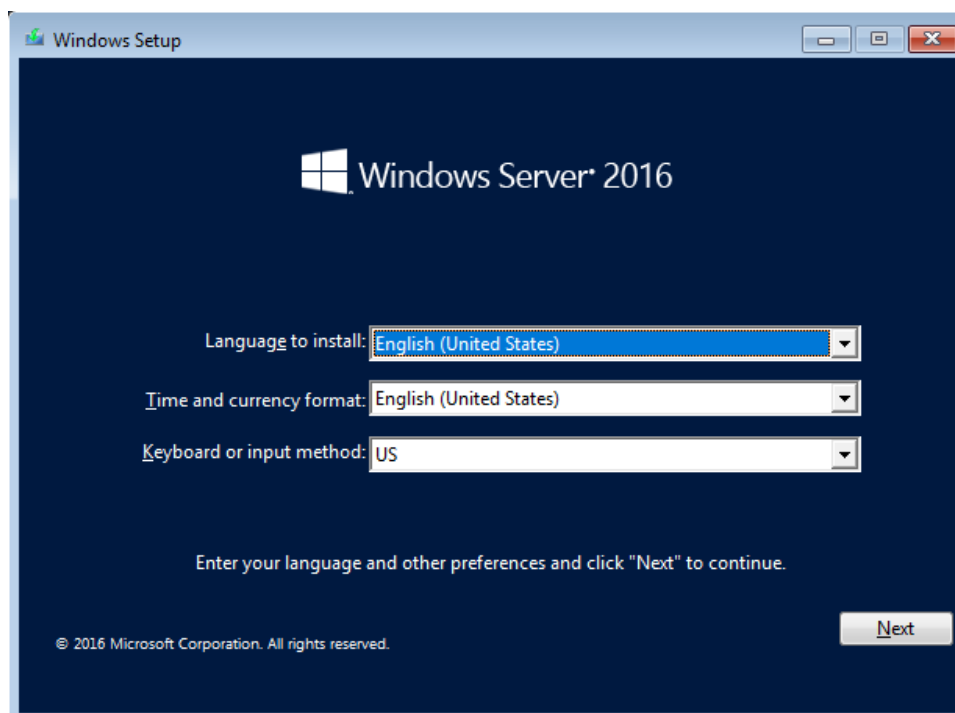 Windows Setup
Windows Server 2016
Language to install: English (United States)
Time and currency format: English (United States)
Keyboard or input method: US
Enter your language and other preferences and click "Next" to continue.
Next
© 2016 Microsoft Corporation. All rights reserved.